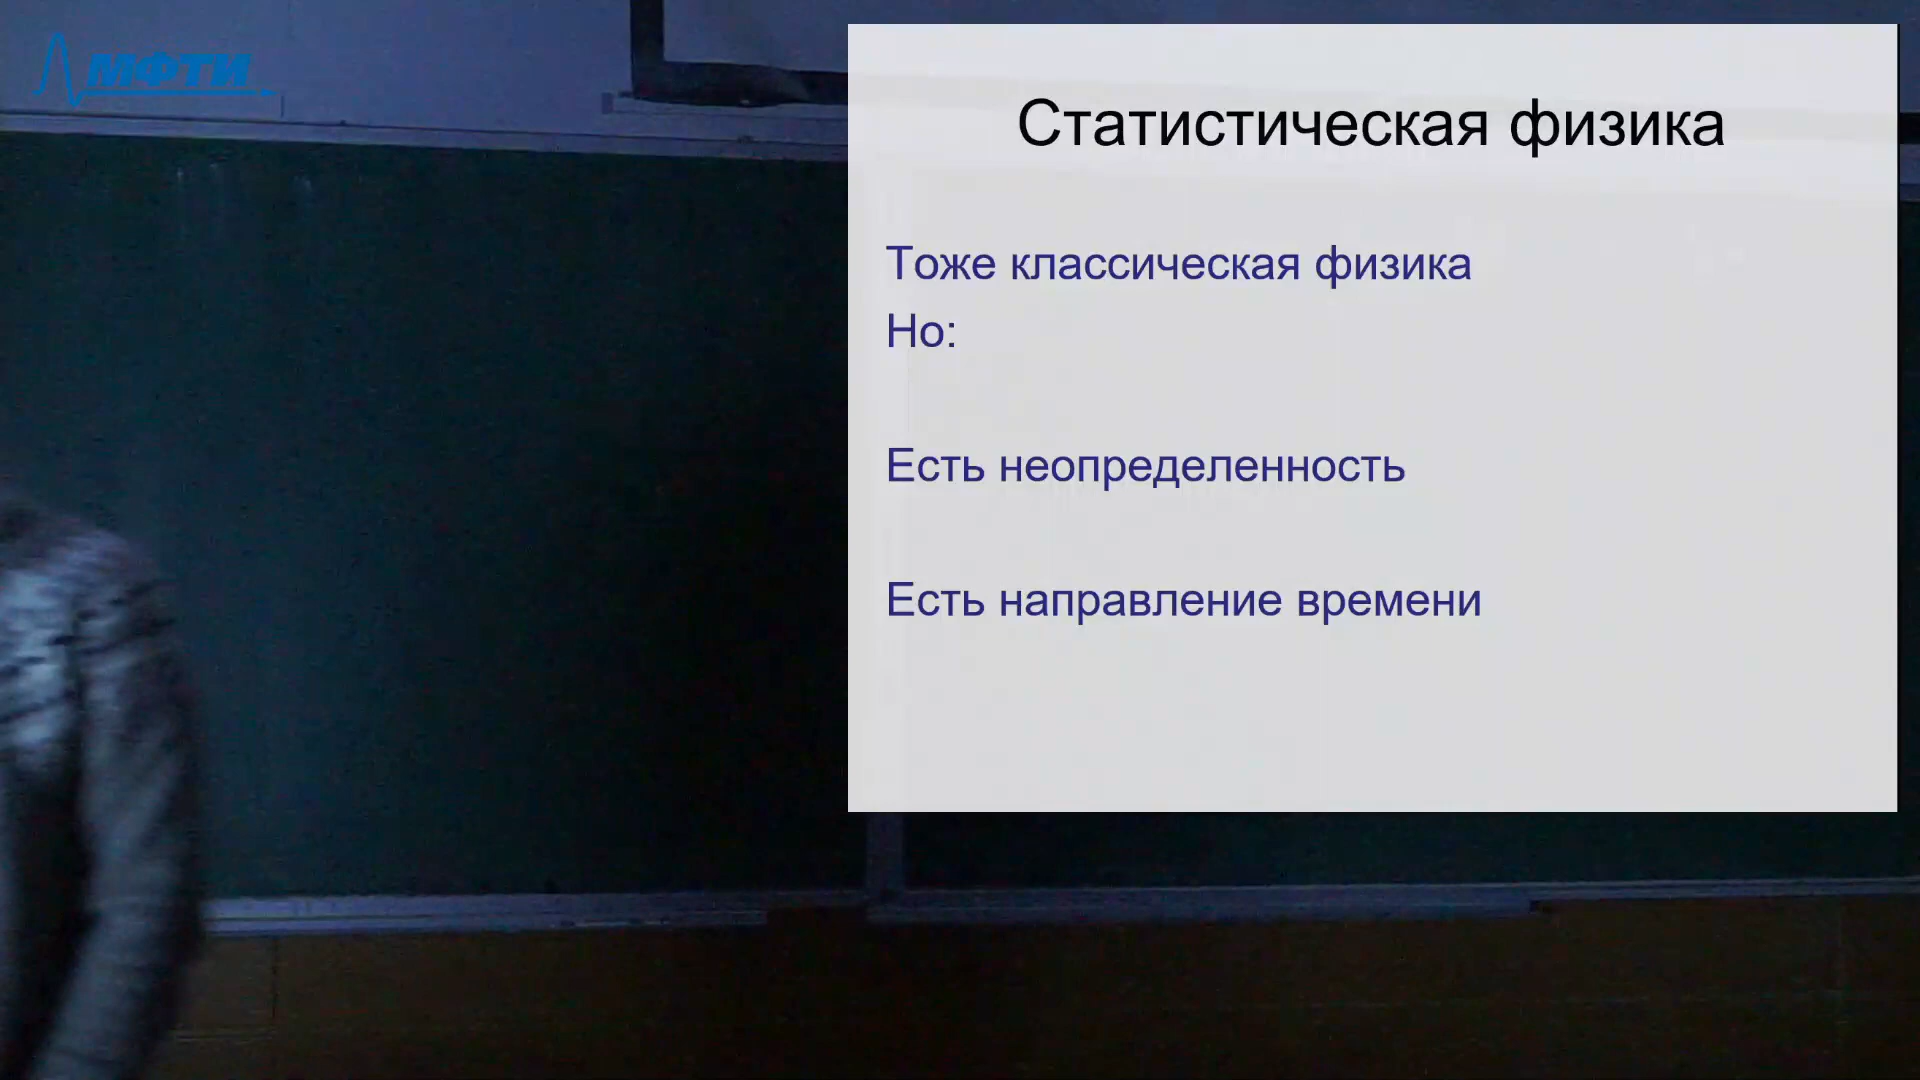 МФТИ
Статистическая физика
Тоже классическая физика
Но:
Есть неопределенность
Есть направление времени